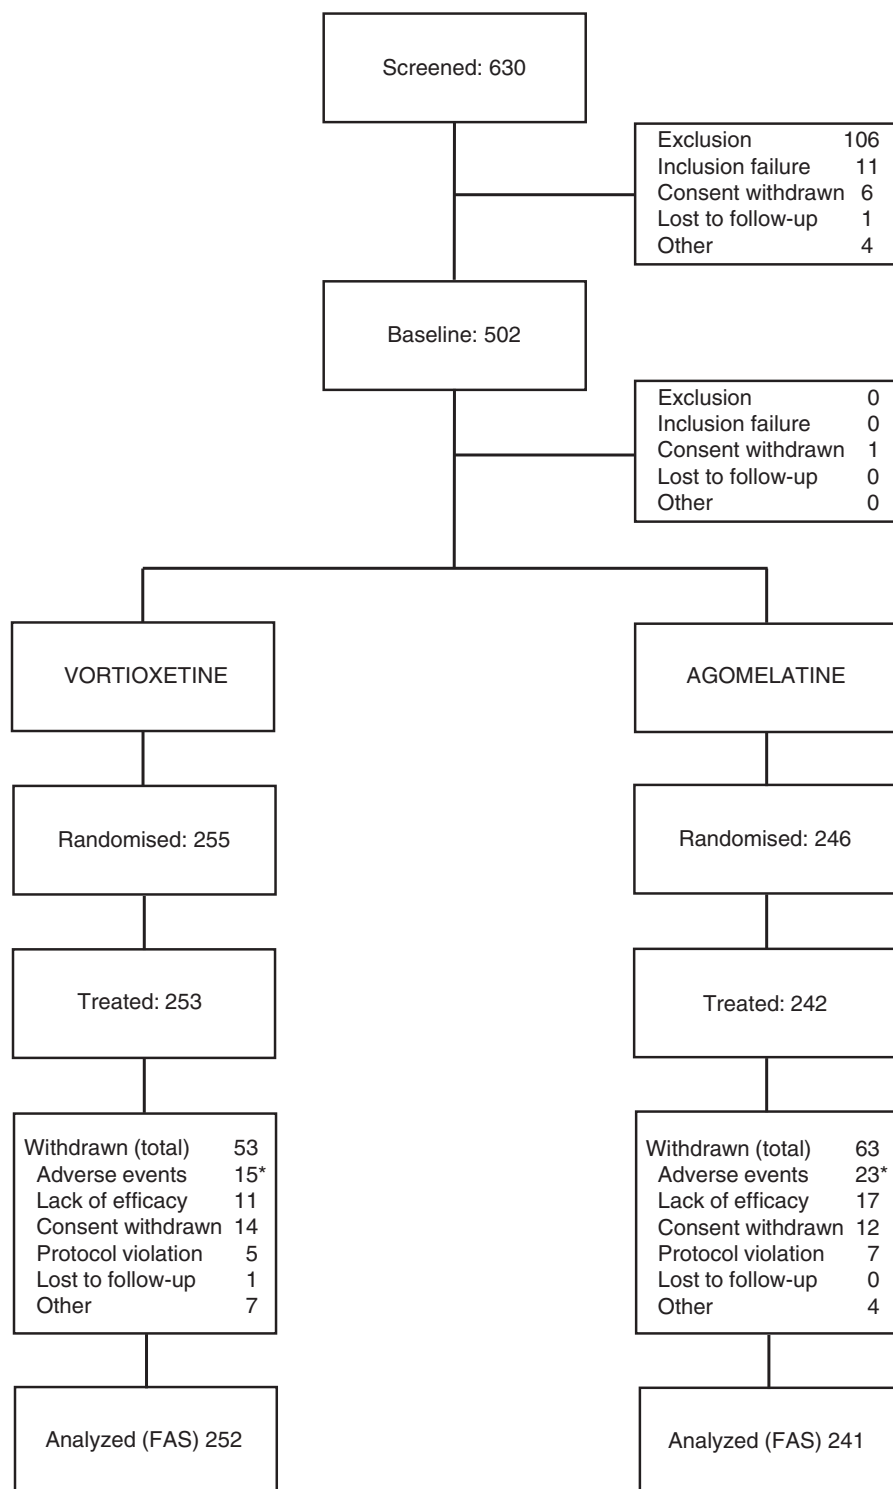 Screened: 630
Exclusion 106
Inclusion failure 11
Consent withdrawn 6
Lost to follow-up 1
Other 4
Baseline: 502
Exclusion 0
Inclusion failure 0
Consent withdrawn 1
Lost to follow-up 0
Other 0
VORTIOXETINE
Randomised: 255
Treated: 253
Withdrawn (total) 53
Adverse events 15*
Lack of efficacy 11
Consent withdrawn 14
Protocol violation 5
Lost to follow-up 1
Other 7
Analyzed (FAS) 252
AGOMELATINE
Randomised: 246
Treated: 242
Withdrawn (total) 63
Adverse events 23*
Lack of efficacy 17
Consent withdrawn 12
Protocol violation 7
Lost to follow-up 0
Other 4
Analyzed (FAS) 241